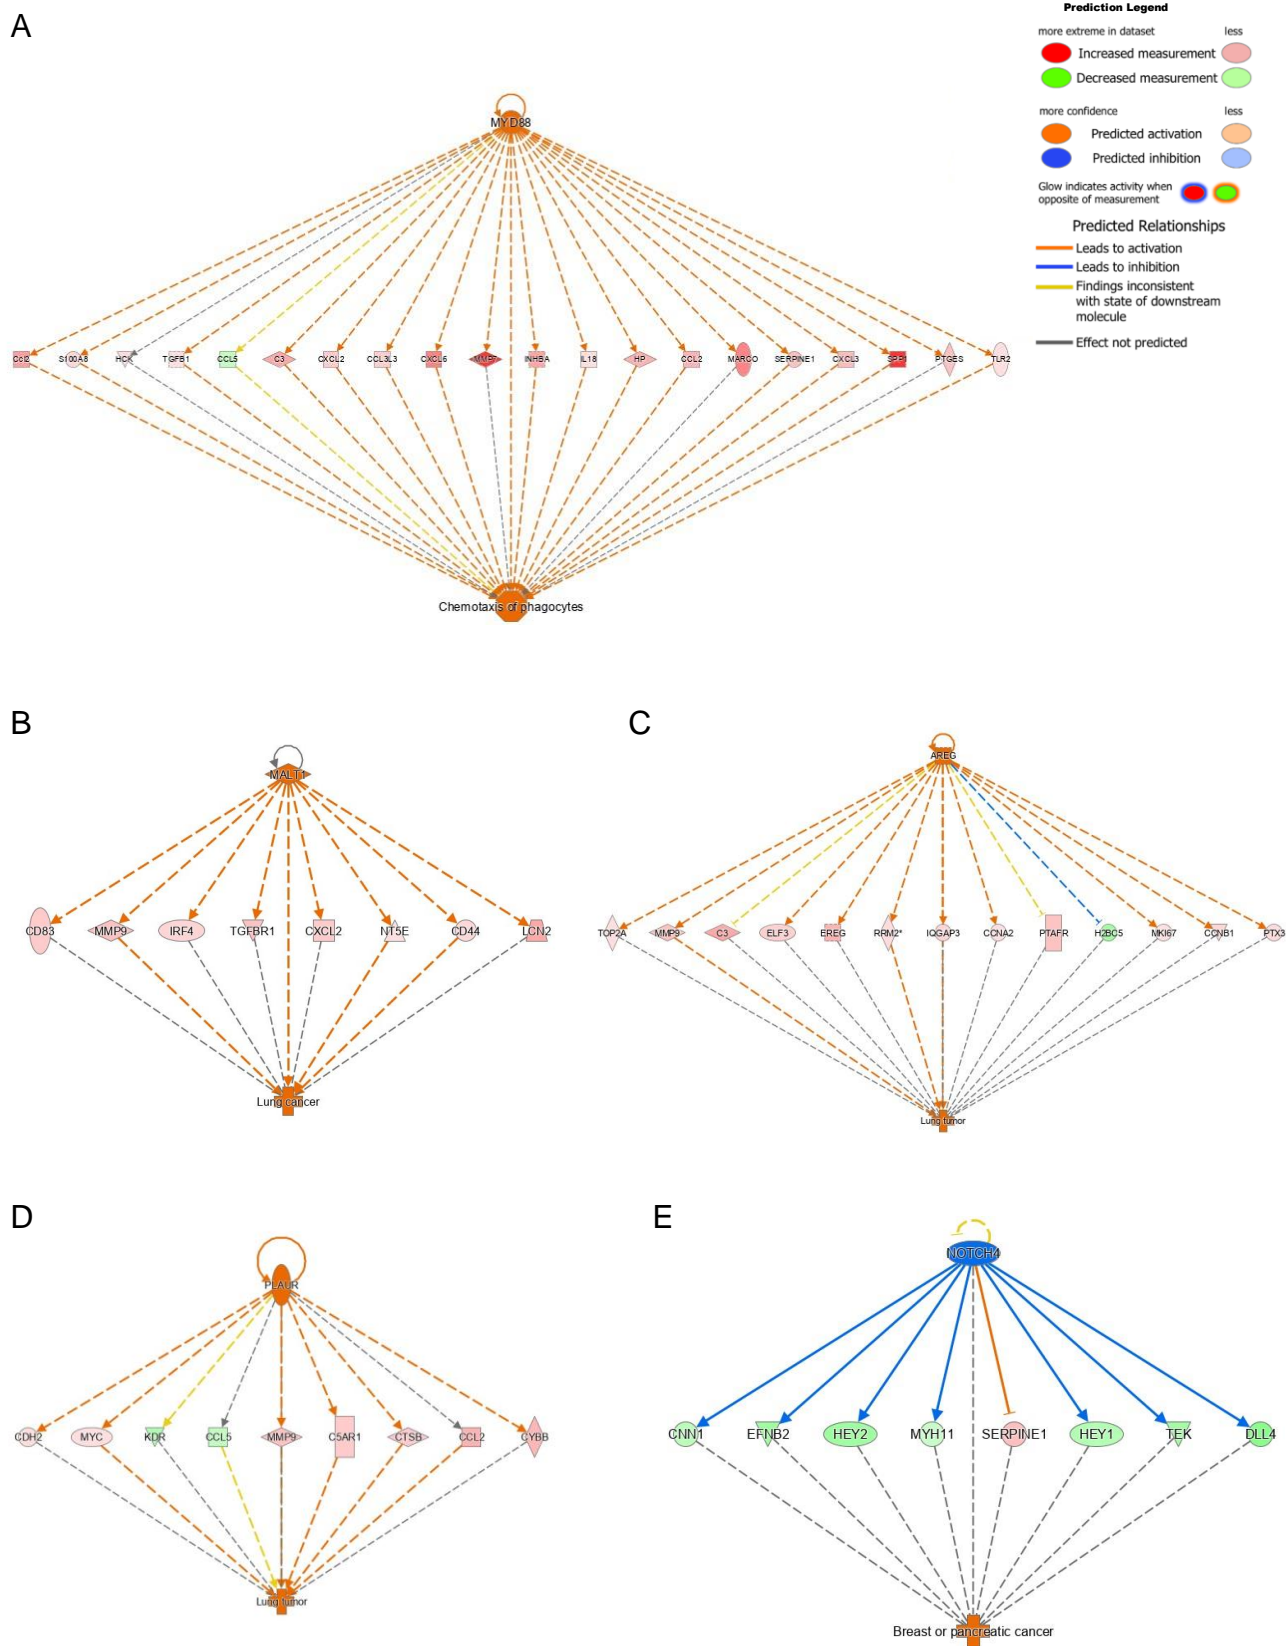 A
Prediction Legend
more extreme in dataset less
Increased measurement
Decreased measurement
more confidence less
Predicted activation
Predicted inhibition
Glow indicates activity when
opposite of measurement
Predicted Relationships
Leads to activation
Leads to inhibition
Findings inconsistent
with state of downstream
molecule
Effect not predicted
MYD88
Ccl2 S100A8 HCK TGFB1 CCL5 C3 CXCL2 CCL3L3 CXCL6 MMP7 INHBA IL18 HP CCL2 MARCO SERPINE1 CXCL3 SPP1 PTGES TLR2
Chemotaxis of phagocytes
B
MALT1
CD83 MMP9 IRF4 TGFBR1 CXCL2 NT5E CD44 LCN2
Lung cancer
C
AREG
TOP2A MMP9 C3 ELF3 EREG RRM2* IQGAP3 CCNA2 PTAFR H2BC5 MKI67 CCNB1 PTX3
Lung tumor
D
PLAUR
CDH2 MYC KDR CCL5 MMP9 C5AR1 CTSB CCL2 CYBB
Lung tumor
E
NOTCH4
CNN1 EFNB2 HEY2 MYH11 SERPINE1 HEY1 TEK DLL4
Breast or pancreatic cancer